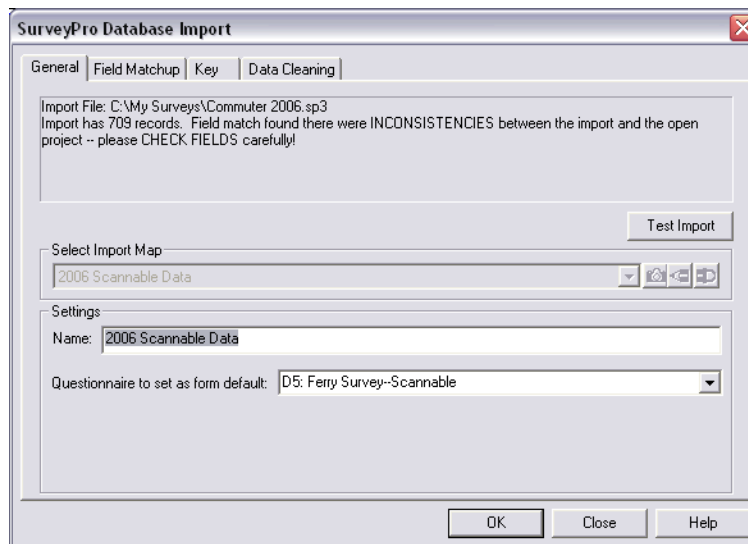 SurveyPro Database Import
General Field Matchup Key Data Cleaning
Import File: C:\My Surveys\Commuter 2006.sp3
Import has 709 records. Field match found there were INCONSISTENCIES between the import and the open
project -- please CHECK FIELDS carefully!
Test Import
Select Import Map
2006 Scannable Data
Settings
Name: 2006 Scannable Data
Questionnaire to set as form default: D5: Ferry Survey--Scannable
OK Close Help